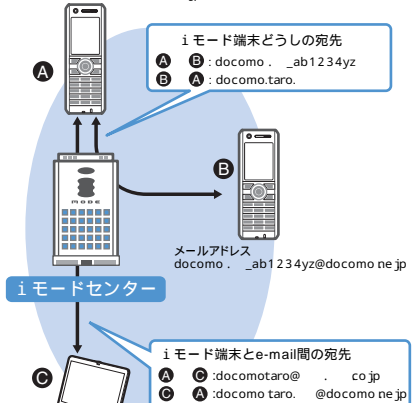 iモード端末どうしの宛先
A B : docomo . _ab1234yz
B A : docomo.taro.
A
B
MODE
メールアドレス
docomo . _ab1234yz@docomo ne jp
iモードセンター
iモード端末とe-mail間の宛先
A C :docomotaro@ . co jp
C A :docomo taro. @docomo ne jp
C